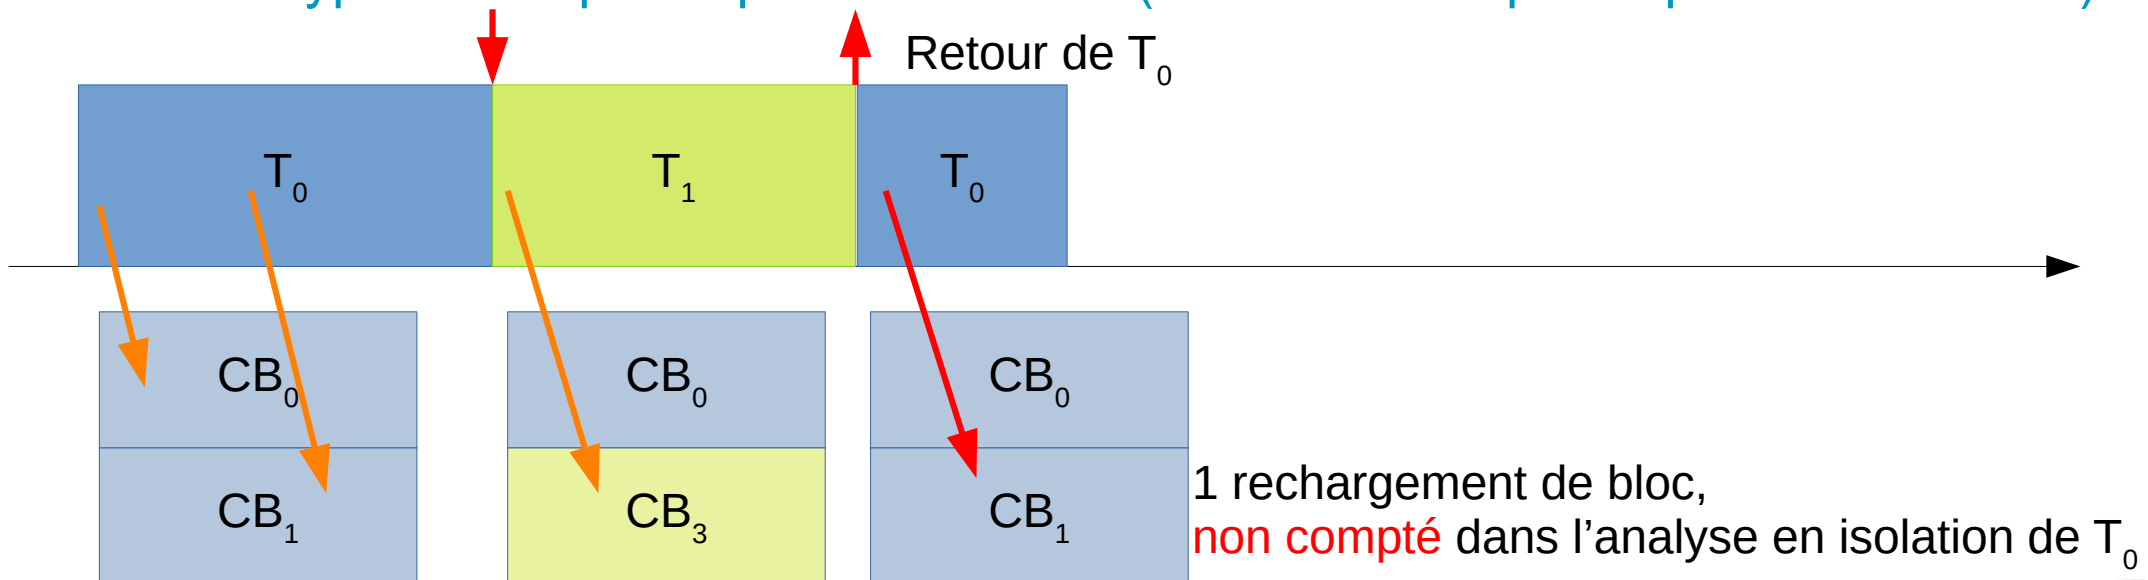 Retour de T0
T0 T1 T0
CB0 CB0 CB0
CB1 CB3 CB1
1 rechargement de bloc,
non compté dans l’analyse en isolation de T0